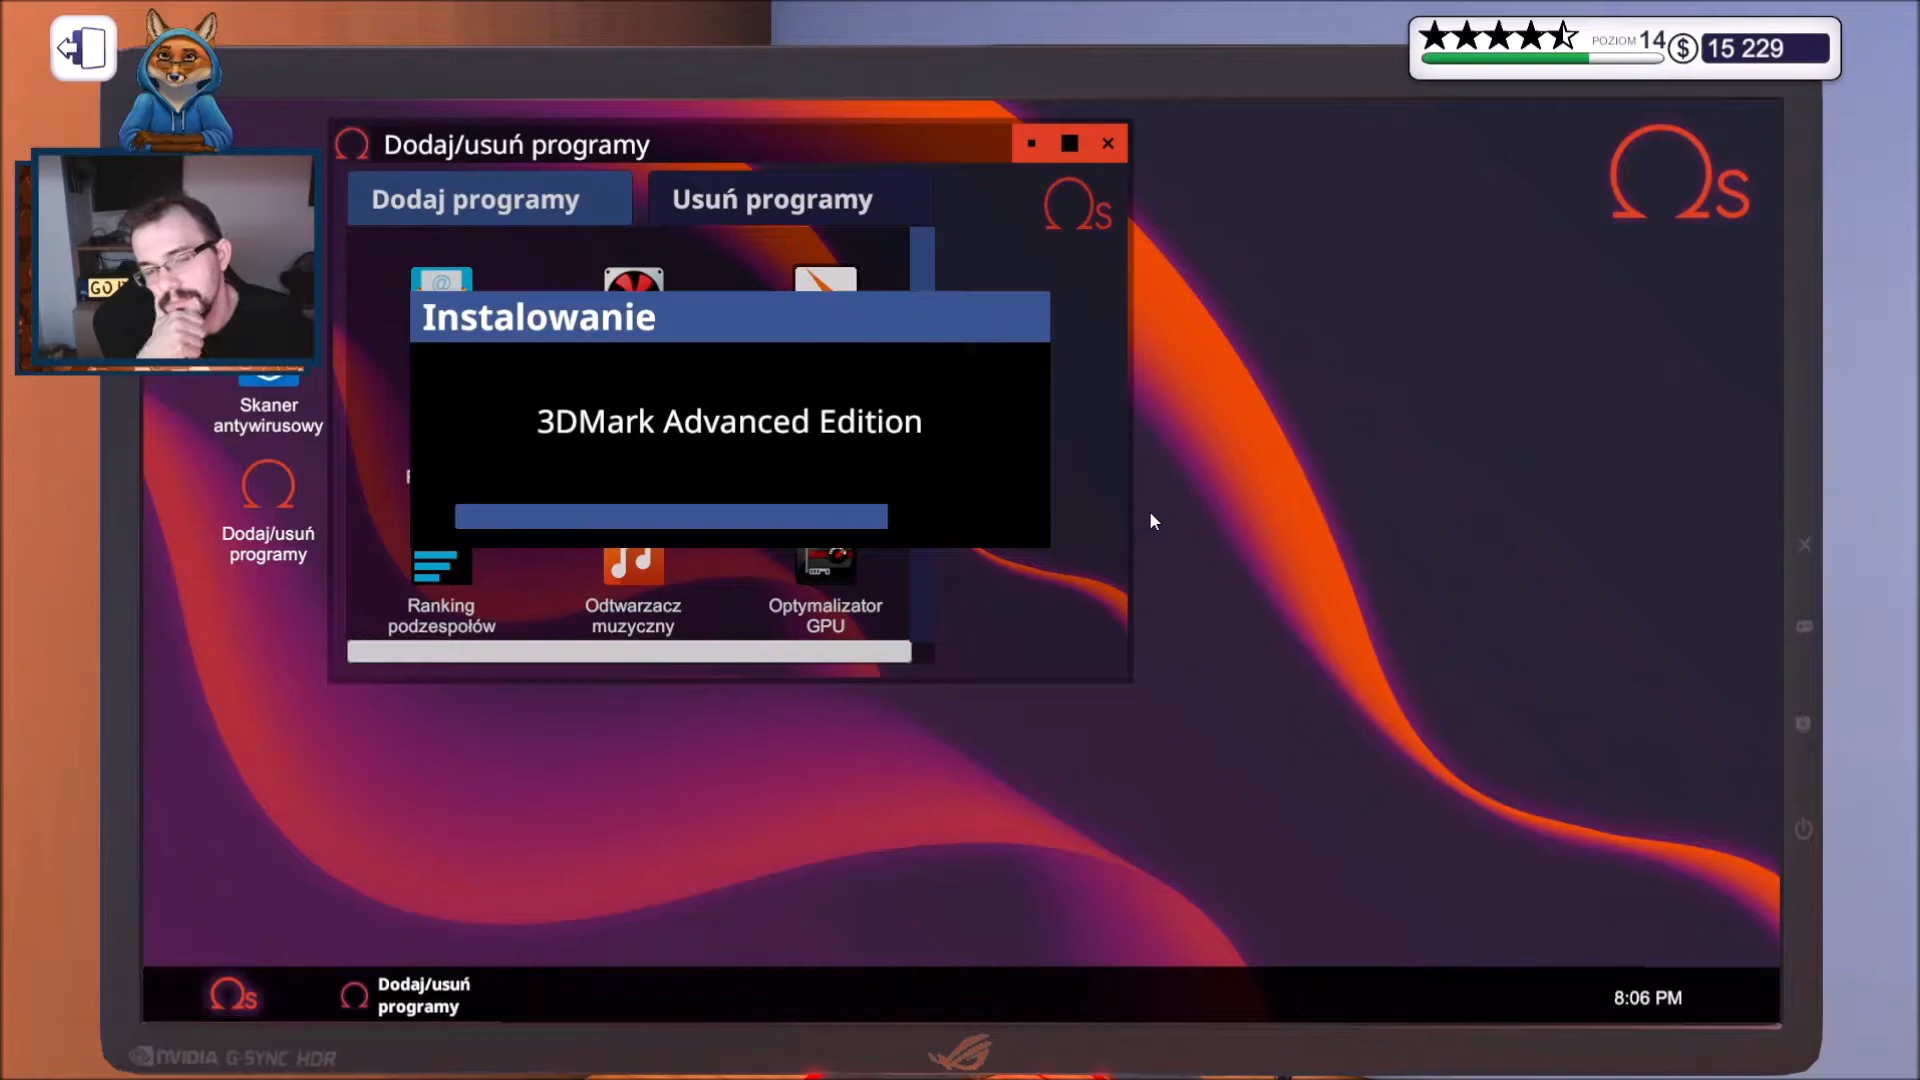 POZIOM 14
15 229
Dodaj/usuń programy
Dodaj programy
Usuń programy
Ωs
Ωs
GO
Instalowanie
3DMark Advanced Edition
Skaner
antywirusowy
Dodaj/usuń
programy
Ranking
podzespołów
Odtwarzacz
muzyczny
Optymalizator
GPU
Ωs
Dodaj/usuń
programy
8:06 PM
NVIDIA G-SYNC HDR